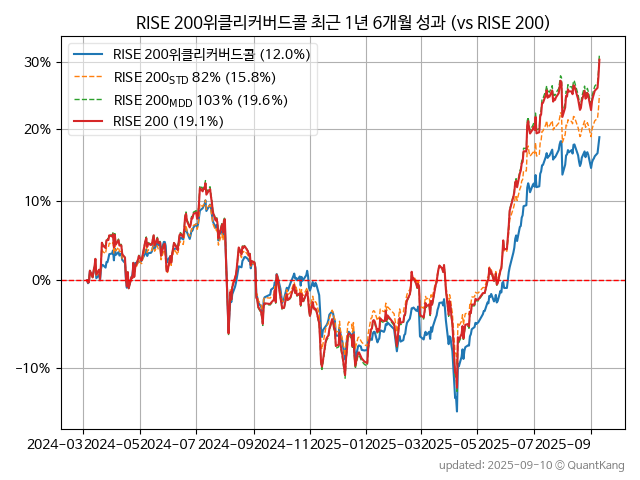 RISE 200위클리커버드콜 최근 1년 6개월 성과 (vs RISE 200)
RISE 200위클리커버드콜 (12.0%)
RISE 200STD 82% (15.8%)
RISE 200MDD 103% (19.6%)
RISE 200 (19.1%)
30%
20%
10%
0%
−10%
2024-03 2024-05 2024-07 2024-09 2024-11 2025-01 2025-03 2025-05 2025-07 2025-09
updated: 2025-09-10 © QuantKang